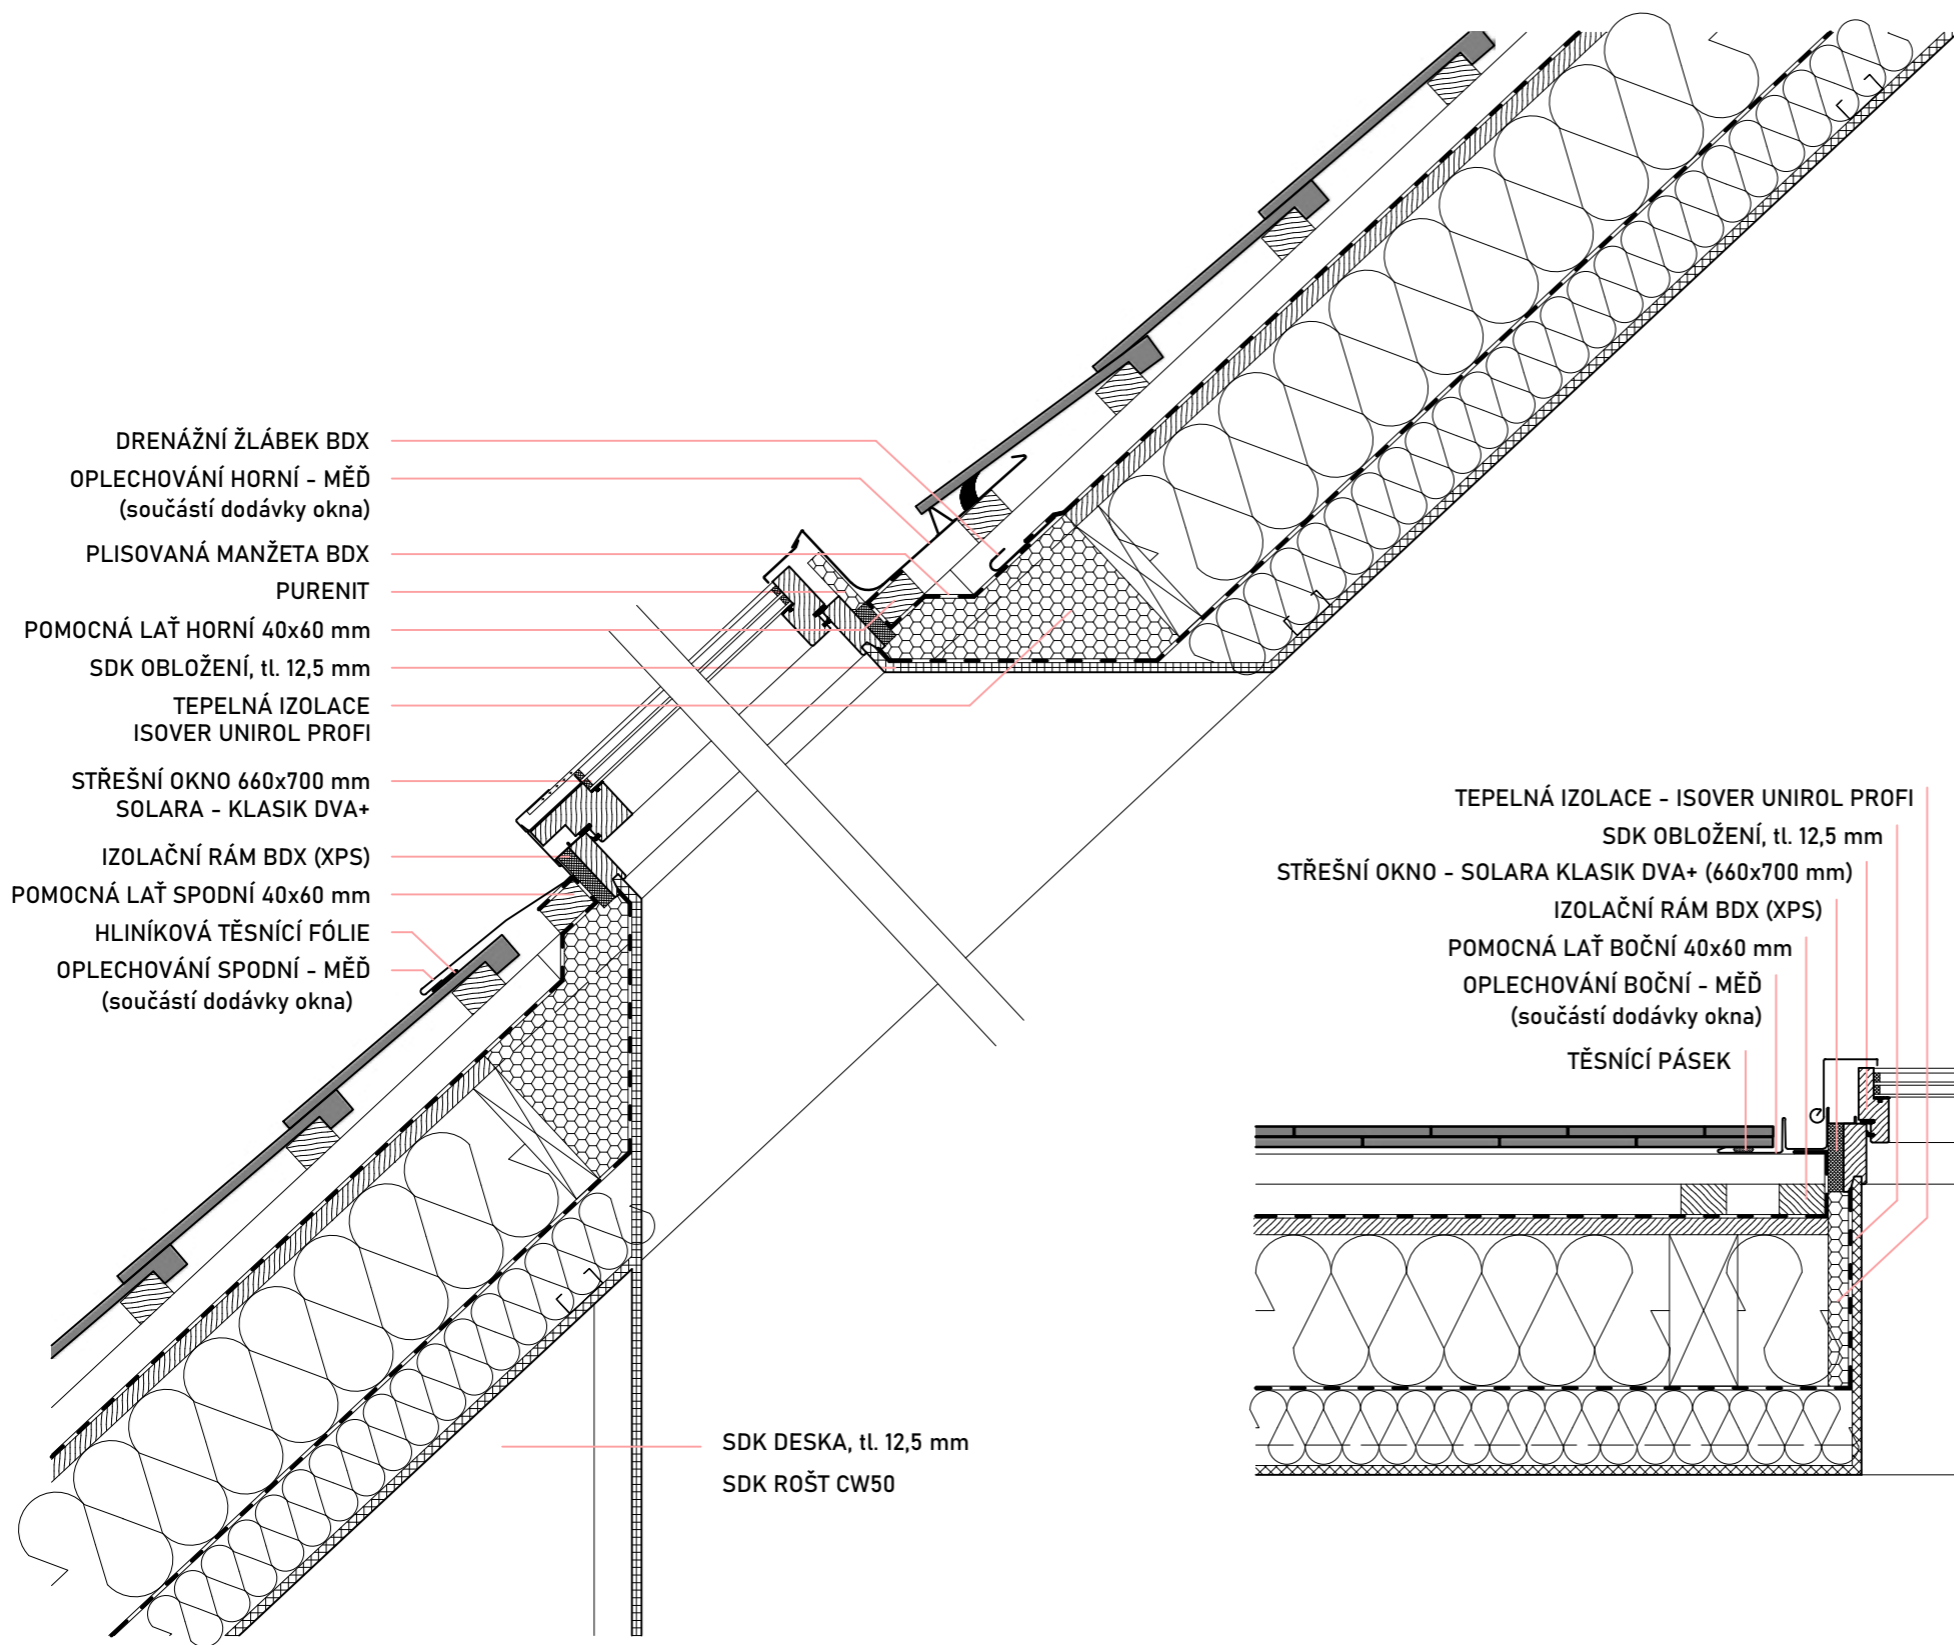 DRENÁŽNÍ ŽLÁBEK BDX
OPLECHOVÁNÍ HORNÍ - MĚĎ
(součástí dodávky okna)
PLISOVANÁ MANŽETA BDX
PURENIT
POMOCNÁ LAŤ HORNÍ 40x60 mm
SDK OBLOŽENÍ, tl. 12,5 mm
TEPELNÁ IZOLACE
ISOVER UNIROL PROFI
STŘEŠNÍ OKNO 660x700 mm
SOLARA - KLASIK DVA+
IZOLAČNÍ RÁM BDX (XPS)
POMOCNÁ LAŤ SPODNÍ 40x60 mm
HLINÍKOVÁ TĚSNÍCÍ FÓLIE
OPLECHOVÁNÍ SPODNÍ - MĚĎ
(součástí dodávky okna)
SDK DESKA, tl. 12,5 mm
SDK ROŠT CW50
TEPELNÁ IZOLACE - ISOVER UNIROL PROFI
SDK OBLOŽENÍ, tl. 12,5 mm
STŘEŠNÍ OKNO - SOLARA KLASIK DVA+ (660x700 mm)
IZOLAČNÍ RÁM BDX (XPS)
POMOCNÁ LAŤ BOČNÍ 40x60 mm
OPLECHOVÁNÍ BOČNÍ - MĚĎ
(součástí dodávky okna)
TĚSNÍCÍ PÁSEK